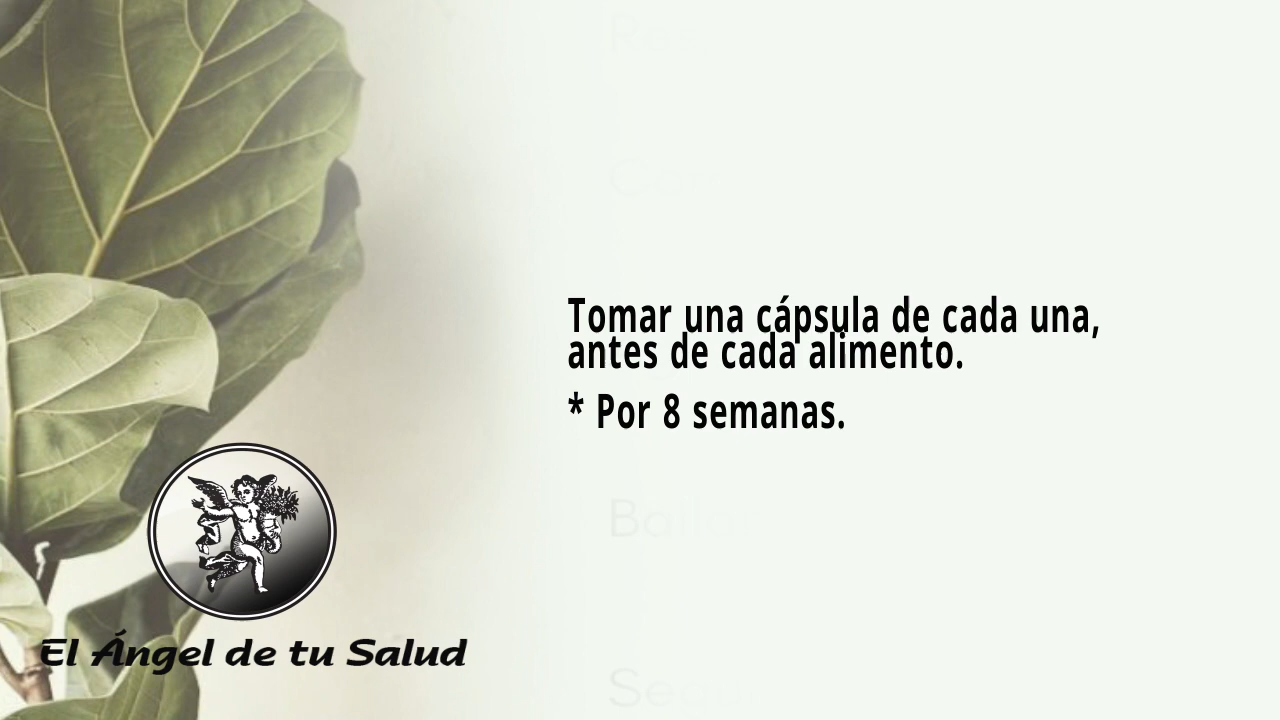 Tomar una cápsula de cada una,
antes de cada alimento.
* Por 8 semanas.
El Ángel de tu Salud